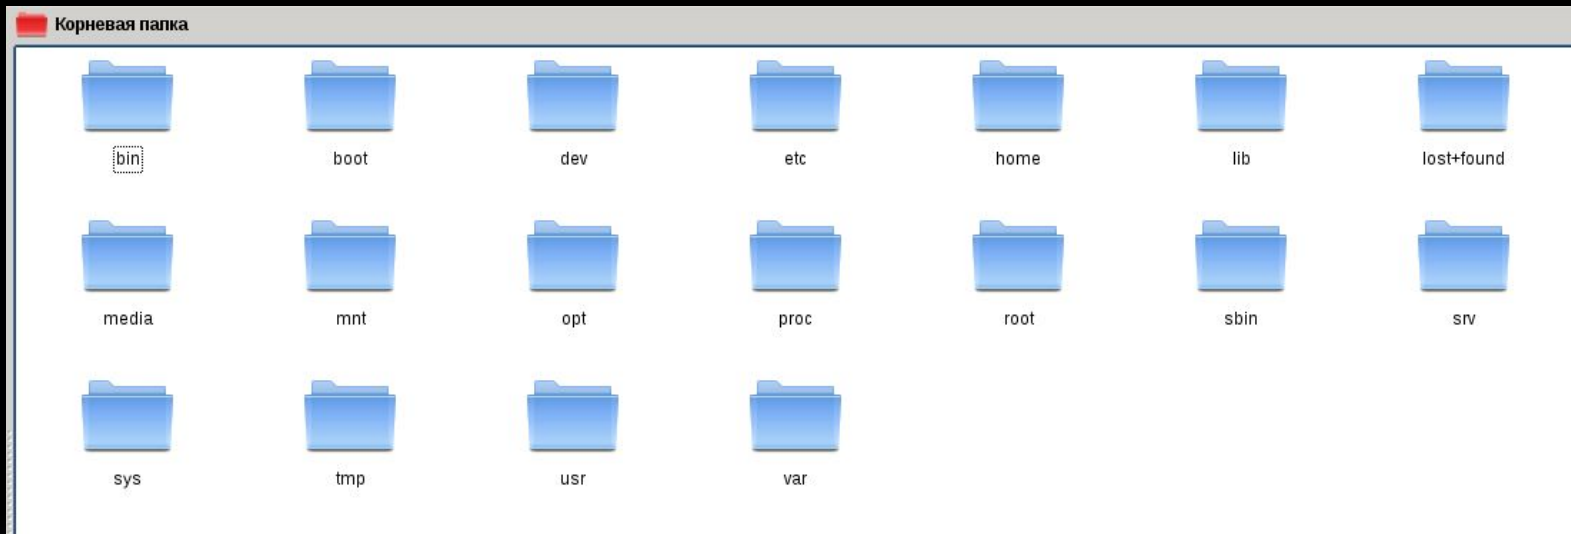 Корневая папка
bin boot dev etc home lib lost+found
media mnt opt proc root sbin srv
sys tmp usr var